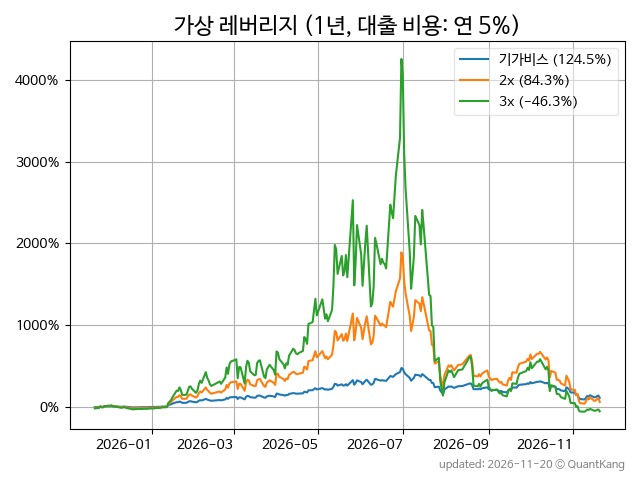 가상 레버리지 (1년, 대출 비용: 연 5%)
기가비스 (124.5%)
2x (84.3%)
3x (-46.3%)
4000%
3000%
2000%
1000%
0%
2026-01 2026-03 2026-05 2026-07 2026-09 2026-11
updated: 2026-11-20 © QuantKang